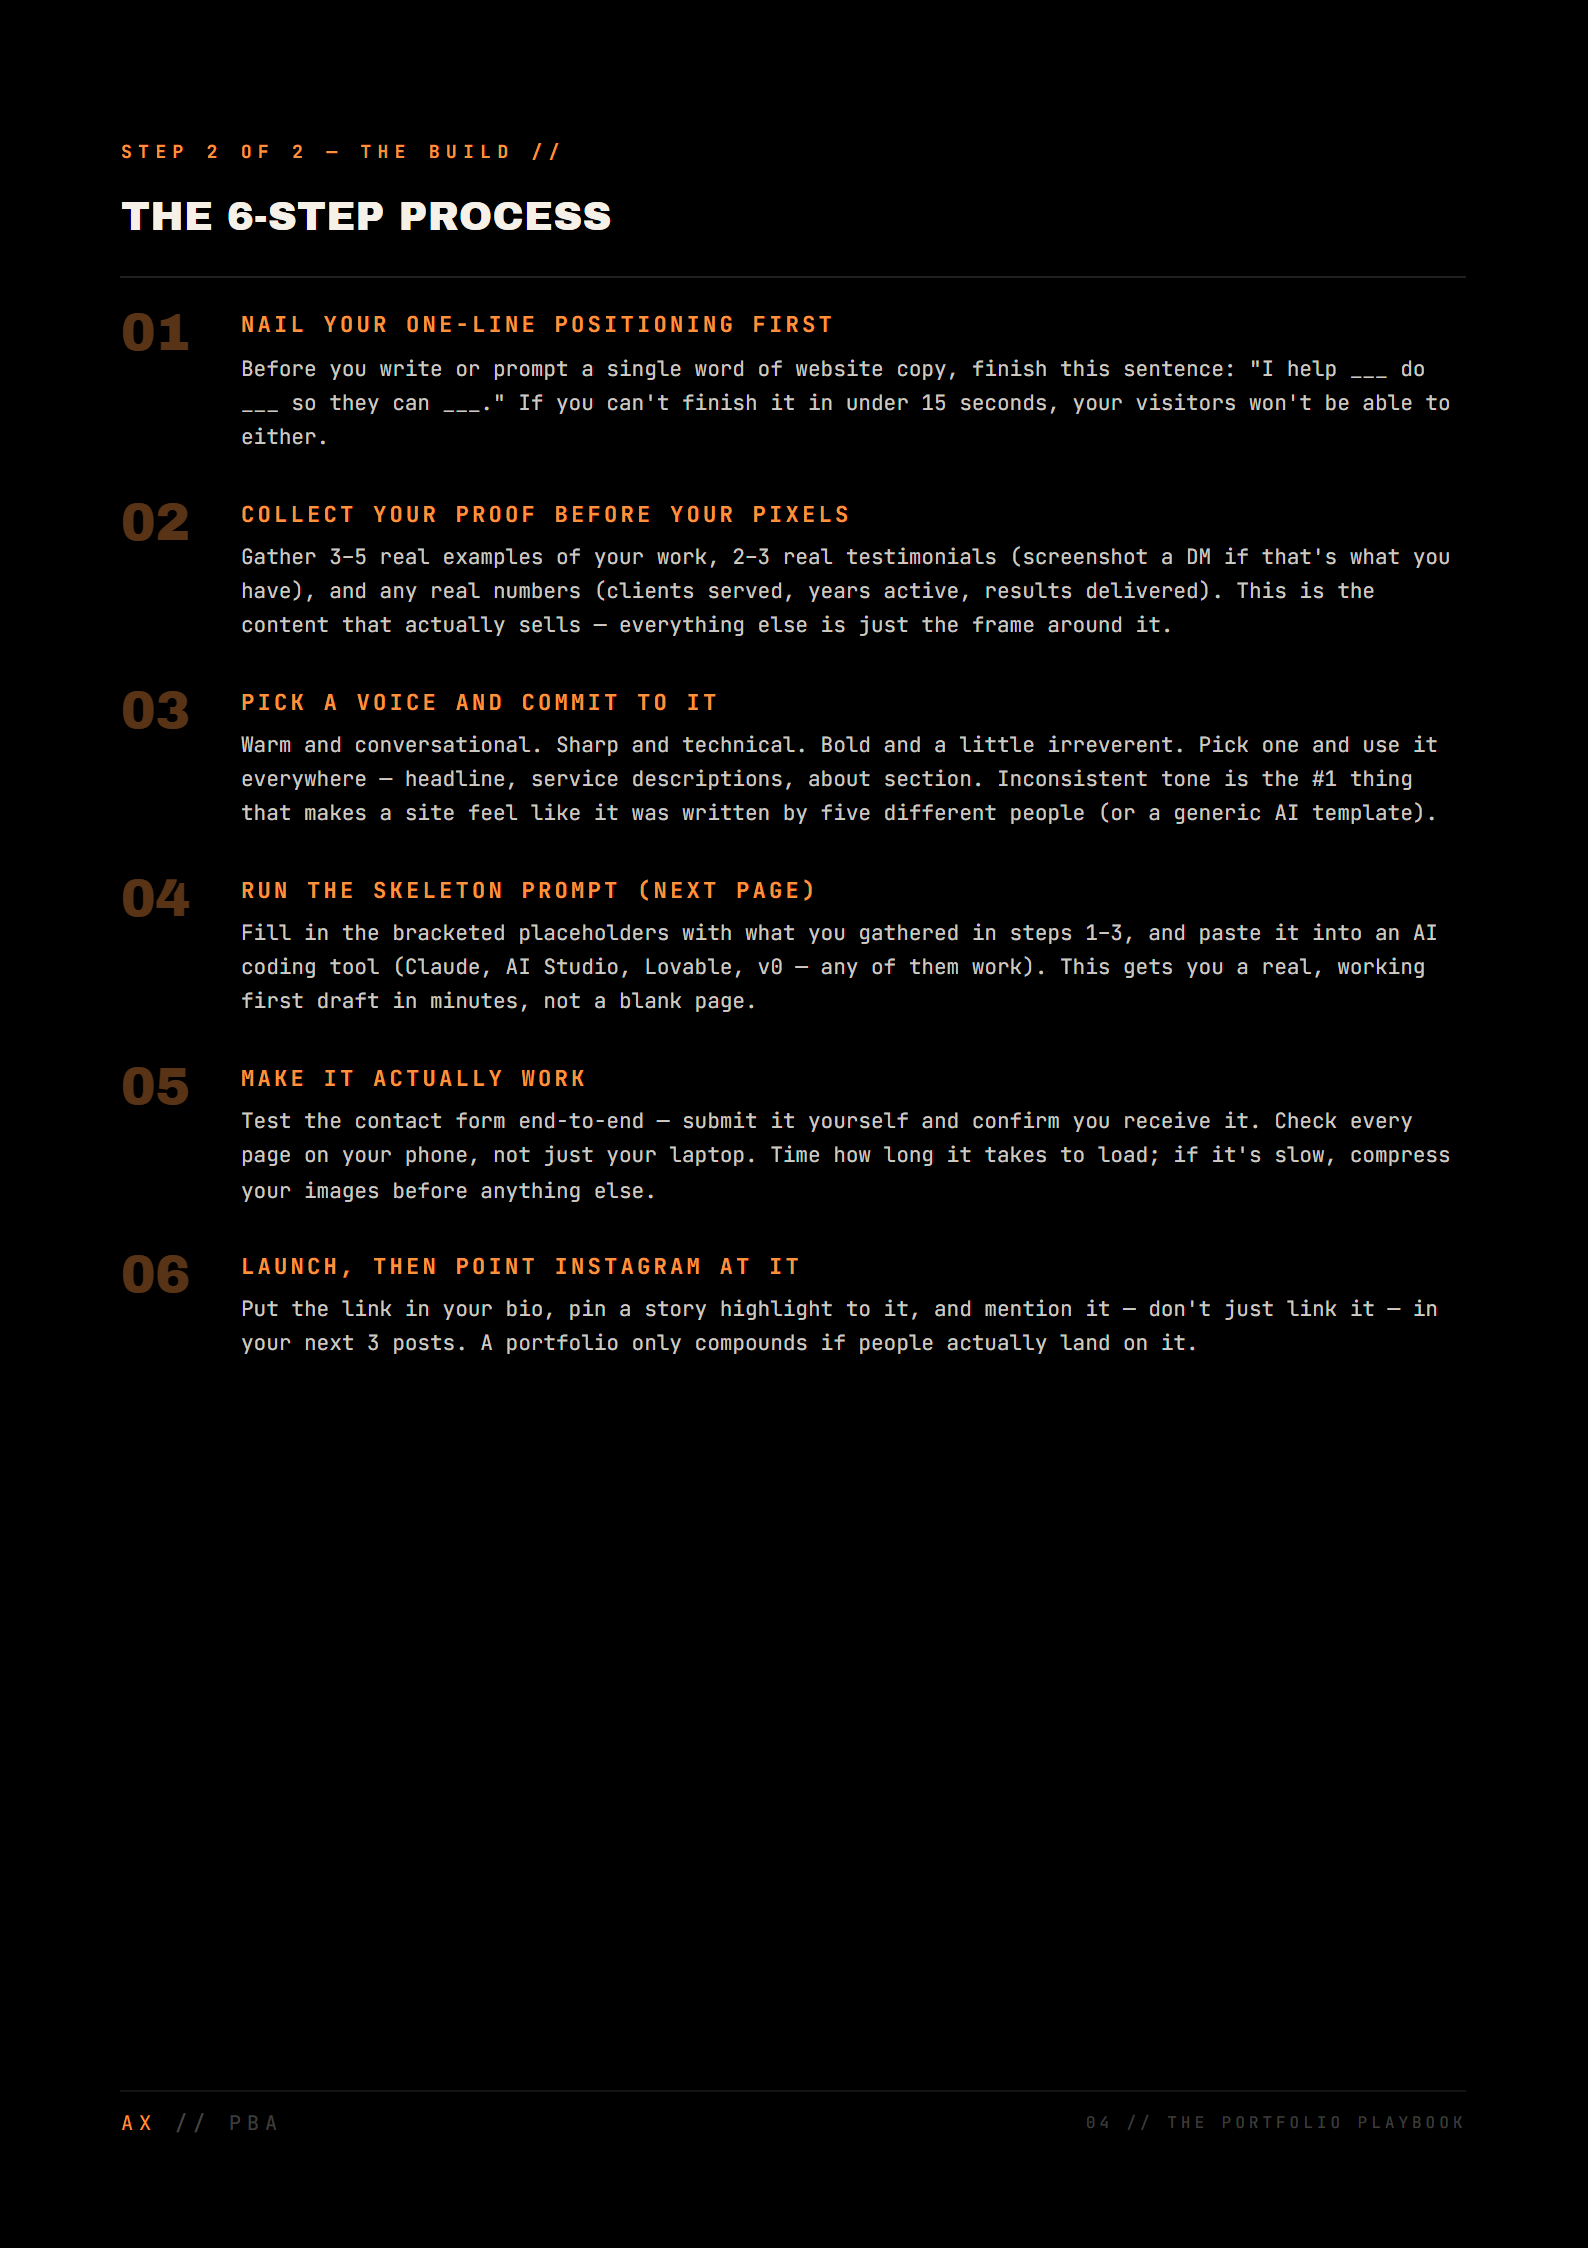 STEP 2 OF 2 — THE BUILD //
THE 6-STEP PROCESS
01
NAIL YOUR ONE-LINE POSITIONING FIRST
Before you write or prompt a single word of website copy, finish this sentence: "I help ___ do
___ so they can ___." If you can't finish it in under 15 seconds, your visitors won't be able to
either.
02
COLLECT YOUR PROOF BEFORE YOUR PIXELS
Gather 3–5 real examples of your work, 2–3 real testimonials (screenshot a DM if that's what you
have), and any real numbers (clients served, years active, results delivered). This is the
content that actually sells — everything else is just the frame around it.
03
PICK A VOICE AND COMMIT TO IT
Warm and conversational. Sharp and technical. Bold and a little irreverent. Pick one and use it
everywhere — headline, service descriptions, about section. Inconsistent tone is the #1 thing
that makes a site feel like it was written by five different people (or a generic AI template).
04
RUN THE SKELETON PROMPT (NEXT PAGE)
Fill in the bracketed placeholders with what you gathered in steps 1–3, and paste it into an AI
coding tool (Claude, AI Studio, Lovable, v0 — any of them work). This gets you a real, working
first draft in minutes, not a blank page.
05
MAKE IT ACTUALLY WORK
Test the contact form end-to-end — submit it yourself and confirm you receive it. Check every
page on your phone, not just your laptop. Time how long it takes to load; if it's slow, compress
your images before anything else.
06
LAUNCH, THEN POINT INSTAGRAM AT IT
Put the link in your bio, pin a story highlight to it, and mention it — don't just link it — in
your next 3 posts. A portfolio only compounds if people actually land on it.
AX // PBA
04 // THE PORTFOLIO PLAYBOOK